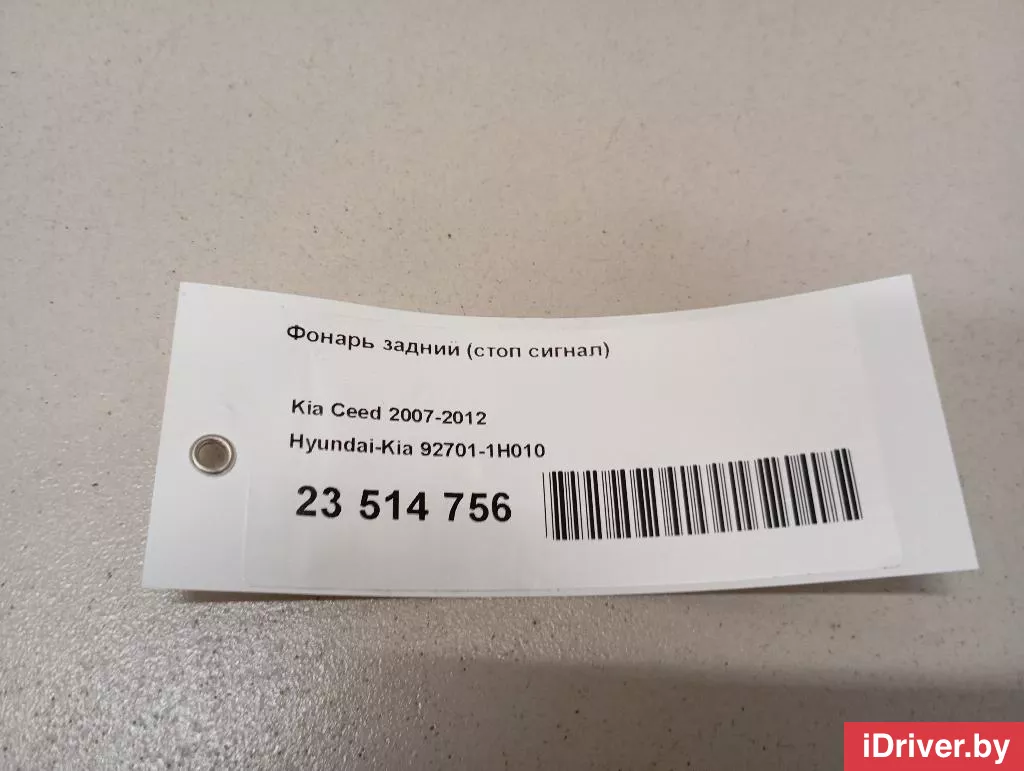 Фонарь задний (стоп сигнал)
Kia Ceed 2007-2012
Hyundai-Kia 92701-1H010
23 514 756
iDriver.by